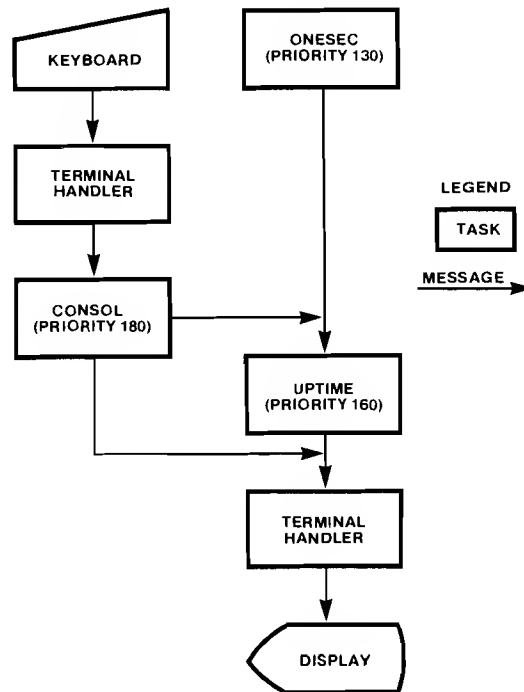 KEYBOARD
ONESEC
(PRIORITY 130)
TERMINAL
HANDLER
LEGEND
TASK
MESSAGE
CONSOL
(PRIORITY 180)
UPTIME
(PRIORITY 160)
TERMINAL
HANDLER
DISPLAY